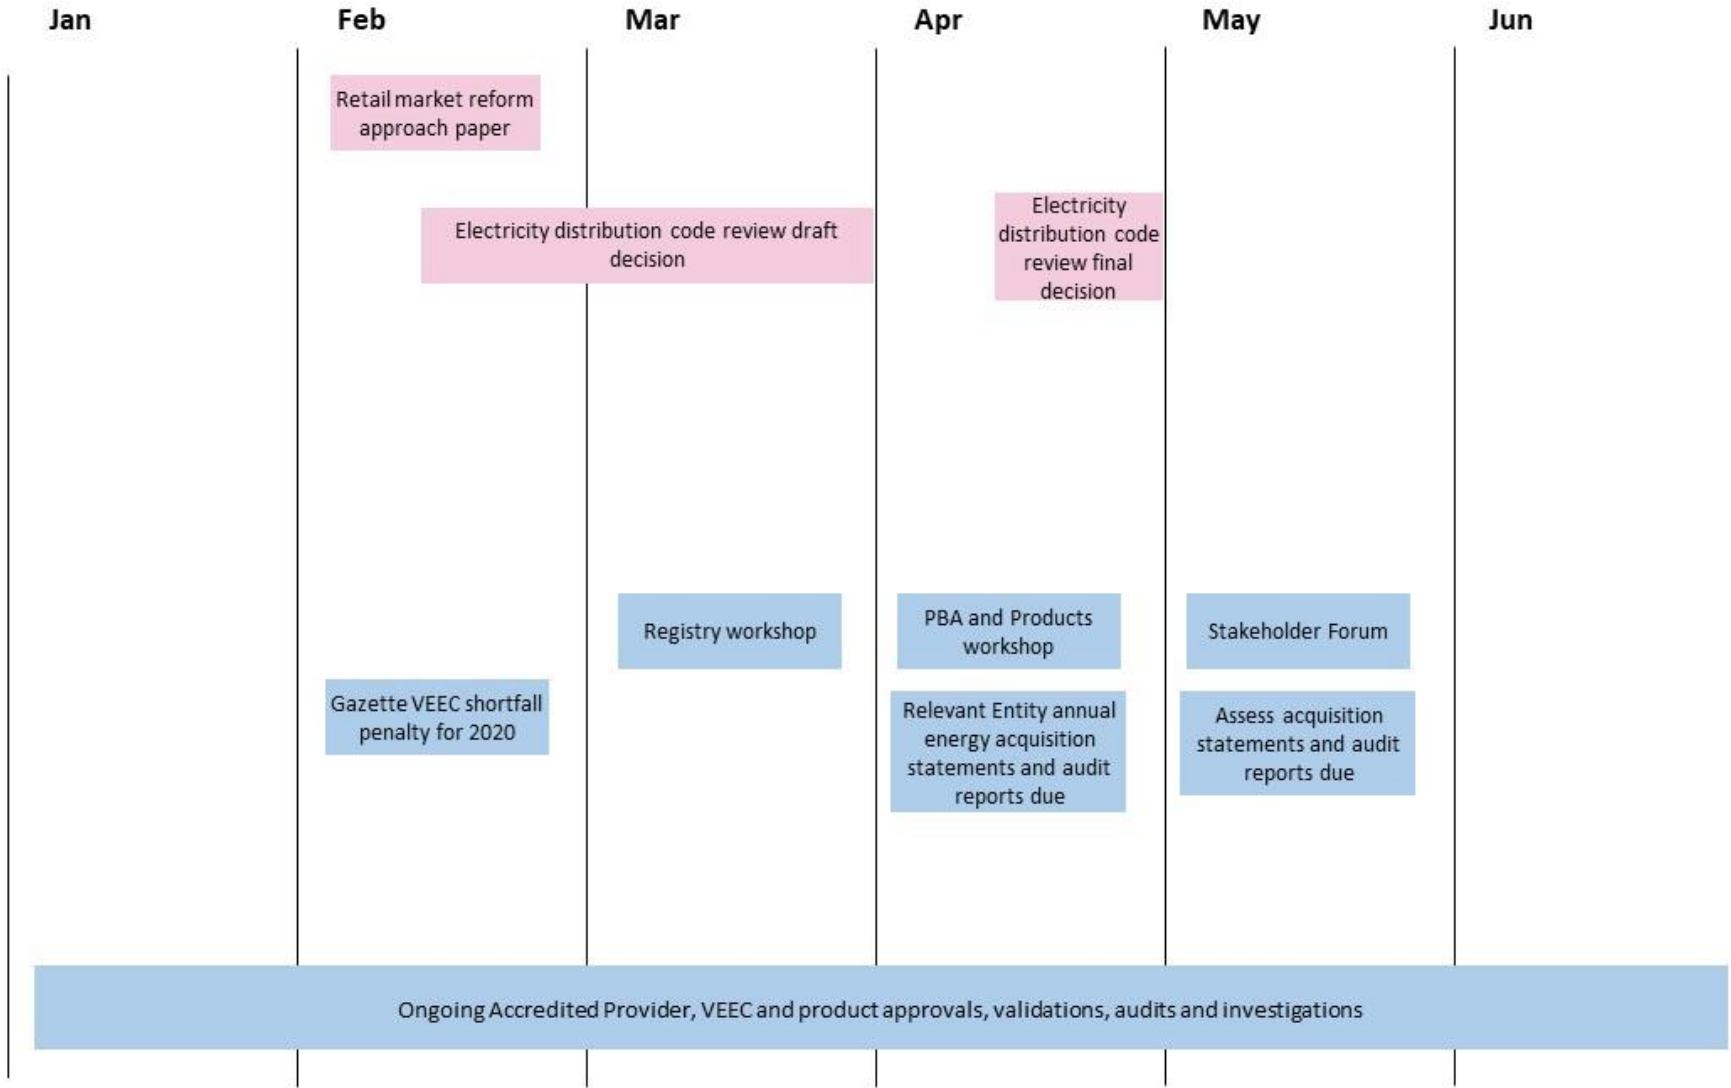 Jan Feb Mar Apr May Jun
Retail market reform
approach paper
Electricity distribution code review draft
decision
Electricity
distribution code
review final
decision
Registry workshop
PBA and Products
workshop
Stakeholder Forum
Gazette VEEC shortfall
penalty for 2020
Relevant Entity annual
energy acquisition
statements and audit
reports due
Assess acquisition
statements and audit
reports due
Ongoing Accredited Provider, VEEC and product approvals, validations, audits and investigations